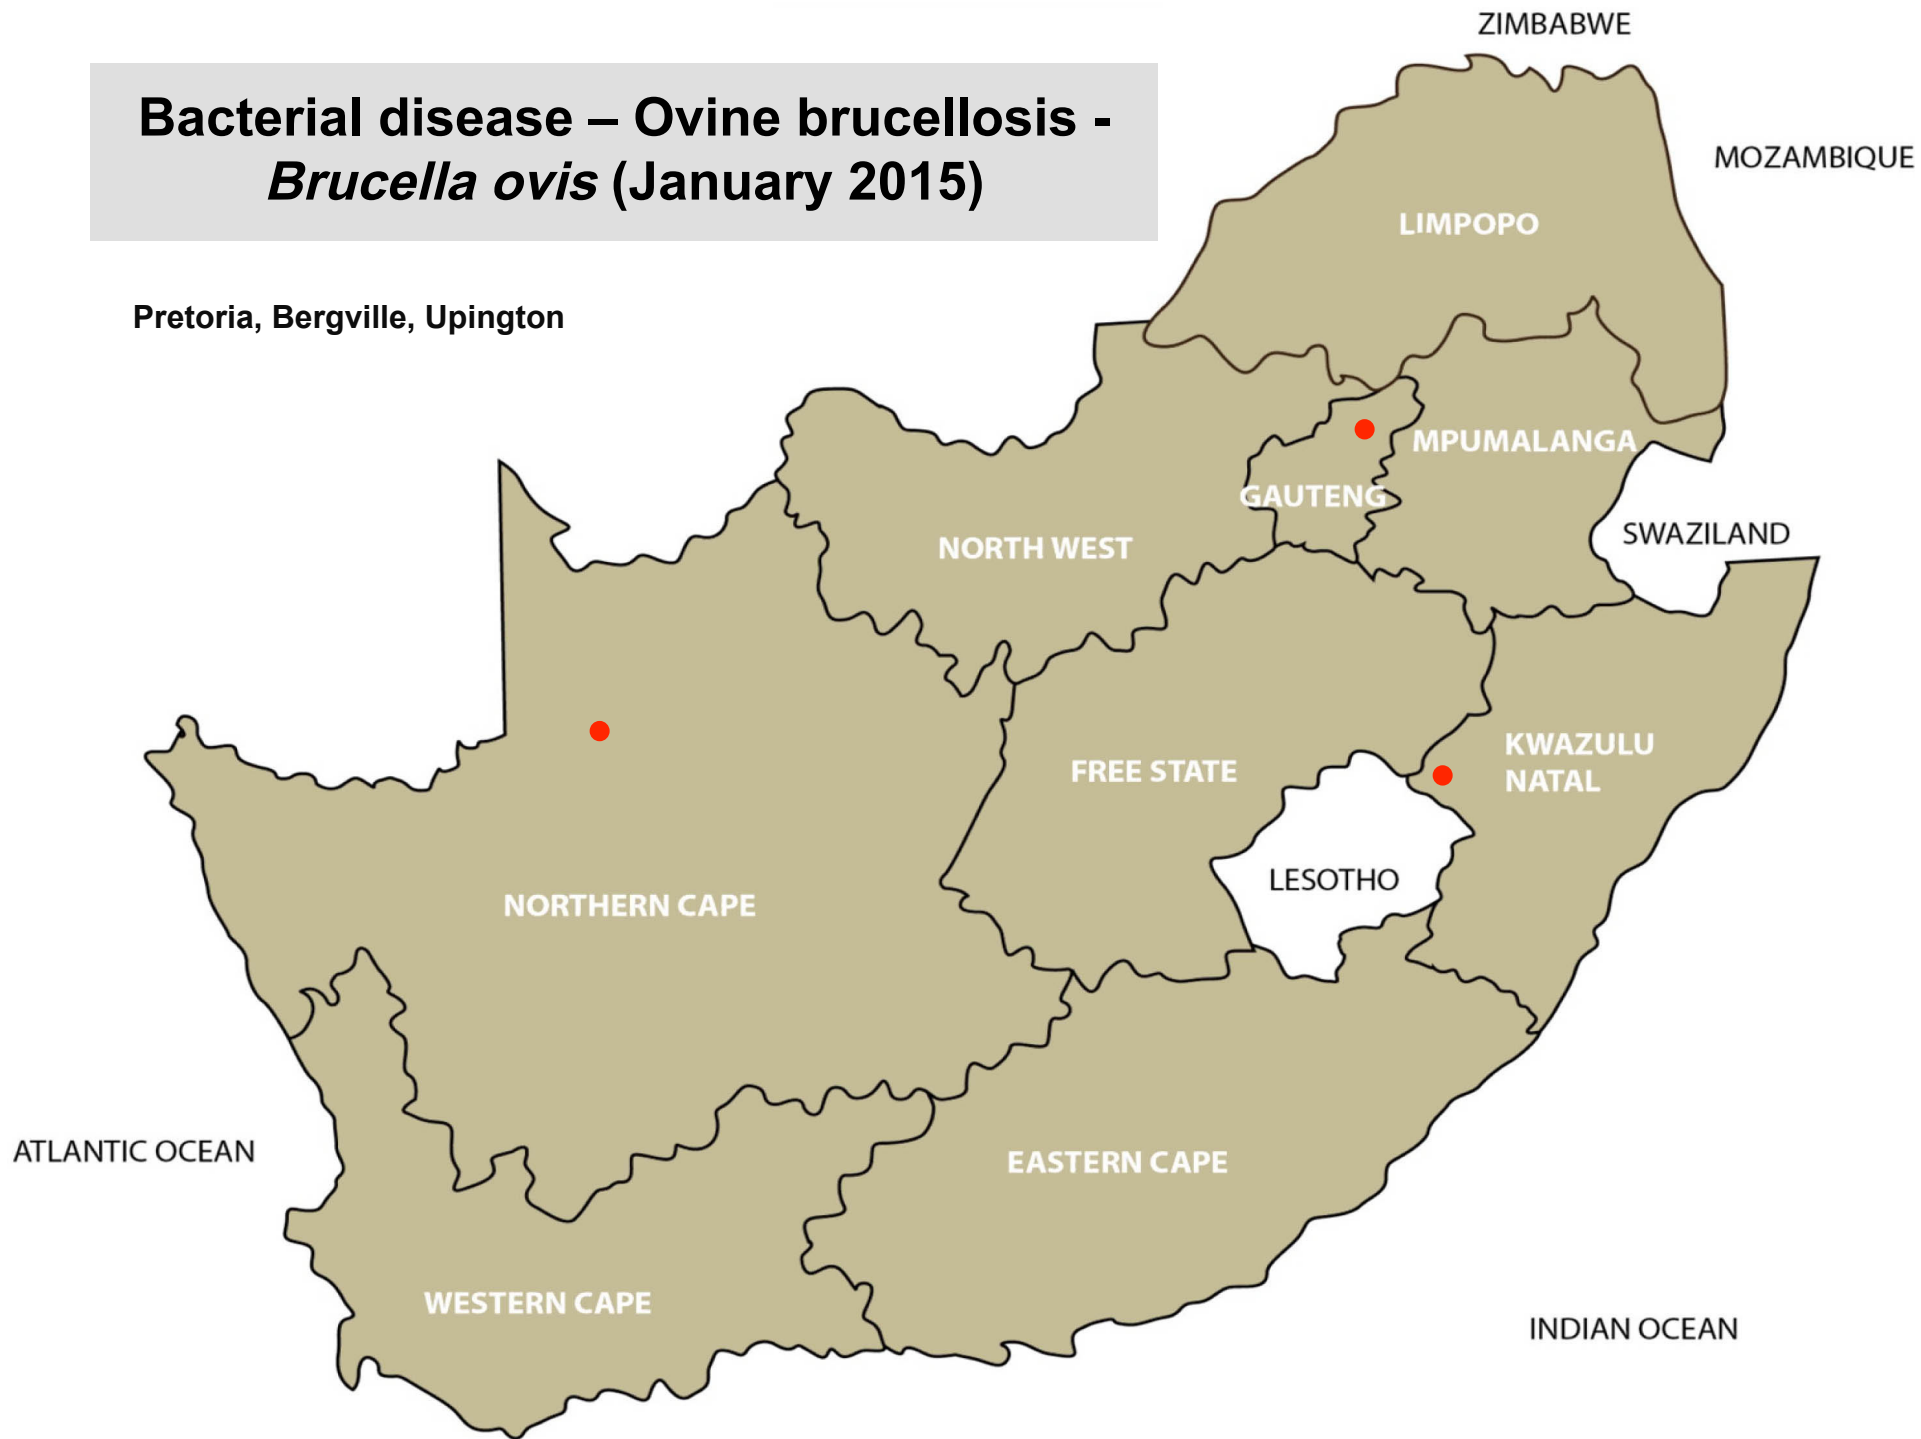 ZIMBABWE
Bacterial disease – Ovine brucellosis -
Brucella ovis (January 2015)
MOZAMBIQUE
LIMPOPO
Pretoria, Bergville, Upington
MPUMALANGA
GAUTENG
SWAZILAND
NORTH WEST
KWAZULU
NATAL
FREE STATE
LESOTHO
NORTHERN CAPE
ATLANTIC OCEAN
EASTERN CAPE
WESTERN CAPE
INDIAN OCEAN